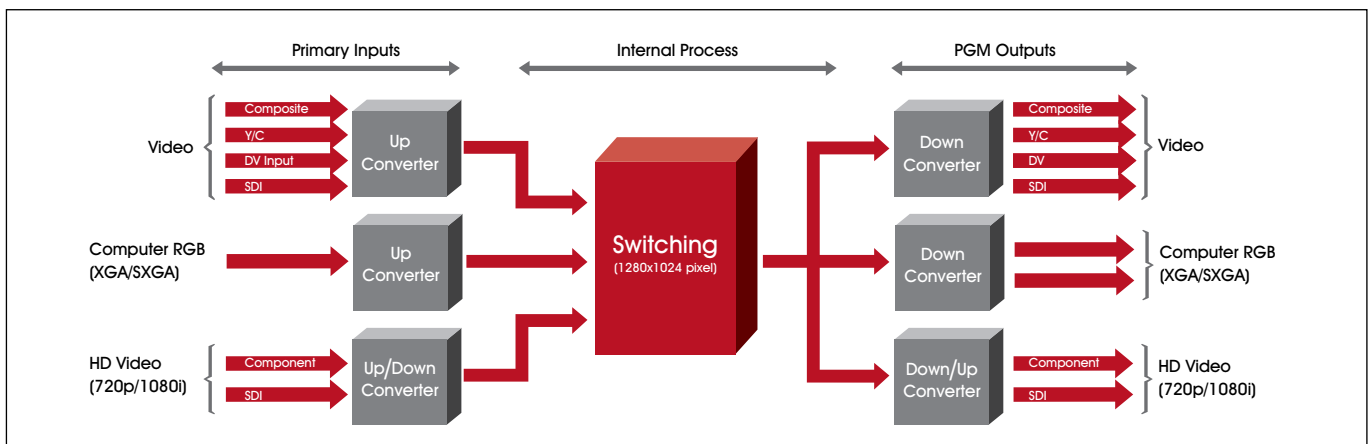 Primary Inputs
Internal Process
PGM Outputs
Video
Composite
Y/C
DV Input
SDI
Up
Converter
Computer RGB
(XGA/SXGA)
Up
Converter
HD Video
(720p/1080i)
Component
SDI
Up/Down
Converter
Switching
(1280x1024 pixel)
Down
Converter
Composite
Y/C
DV
SDI
Video
Down
Converter
Computer RGB
(XGA/SXGA)
Down/Up
Converter
Component
SDI
HD Video
(720p/1080i)